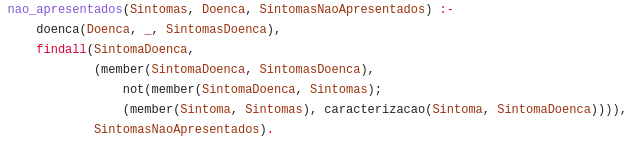 nao_apresentados(Sintomas, Doenca, SintomasNaoApresentados) :-
    doenca(Doenca, _, SintomasDoenca),
    findall(SintomaDoenca,
            (member(SintomaDoenca, SintomasDoenca),
                not(member(SintomaDoenca, Sintomas);
                (member(Sintoma, Sintomas), caracterizacao(Sintoma, SintomaDoenca)))),
            SintomasNaoApresentados).